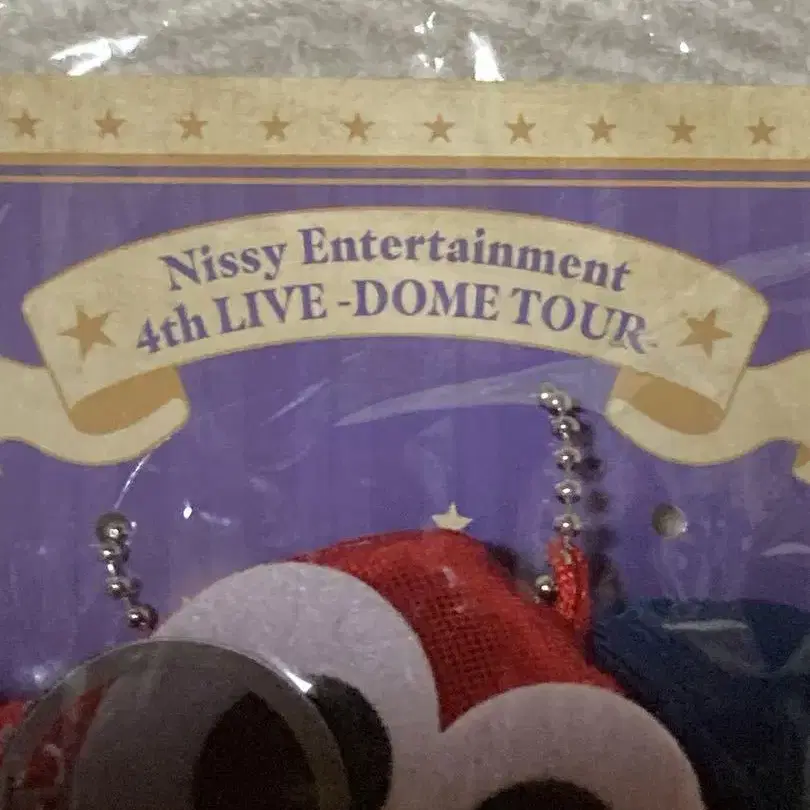 Nissy Entertainment
4th LIVE -DOME TOUR-